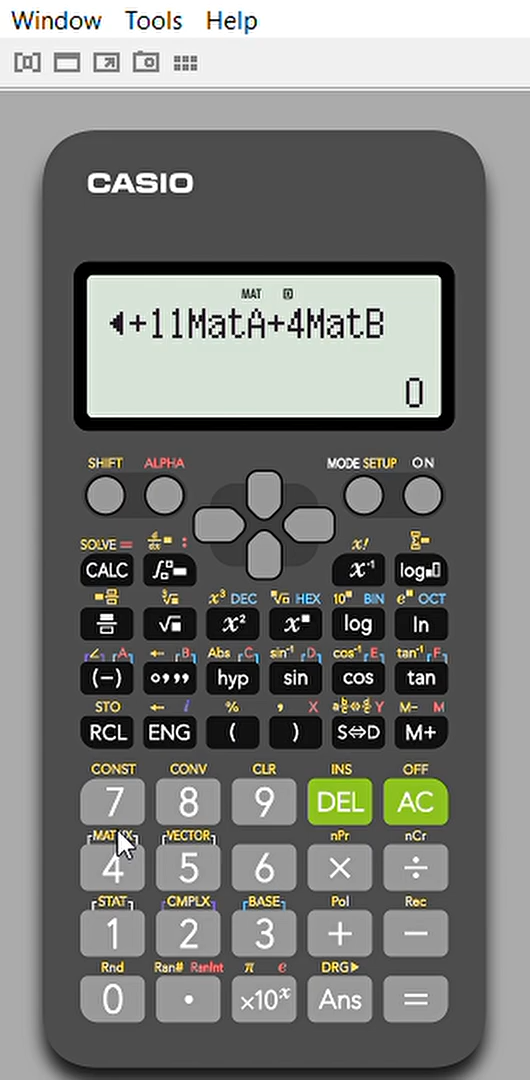 Window Tools Help
CASIO
MAT D
◀+11MatA+4MatB
0
SHIFT ALPHA MODE SETUP ON
SOLVE = d/dx : x!
CALC x⁻¹ log
x³ DEC HEX 10 BIN e OCT
√ x² x log ln
∠ A ← B Abs C sin⁻¹ D cos⁻¹ E tan⁻¹ F
(−) °,,, hyp sin cos tan
STO ← i % , X Y M− M
RCL ENG ( ) S⇔D M+
CONST CONV CLR INS OFF
7 8 9 DEL AC
VECTOR nPr nCr
4 5 6 × ÷
STAT CMPLX BASE Pol Rec
1 2 3 + −
Rnd Ran# RanInt π e DRG▶
0 . ×10ˣ Ans =